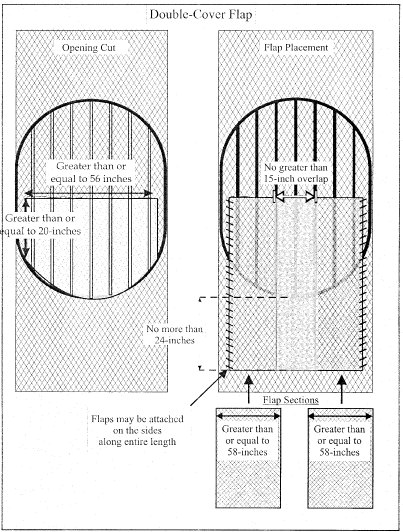 Double-Cover Flap
Opening Cut
Flap Placement
Greater than or
equal to 56 inches
No greater than
15-inch overlap
Greater than or
equal to 20-inches
No more than
24-inches
Flaps may be attached
on the sides
along entire length
Flap Sections
Greater than
or equal to
58-inches
Greater than
or equal to
58-inches